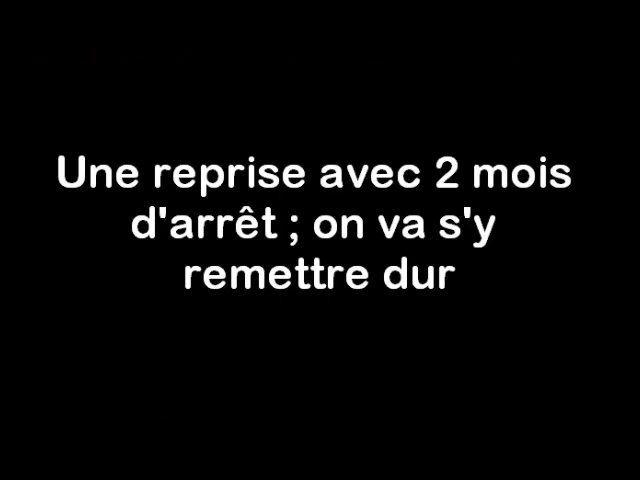 Une reprise avec 2 mois
d'arrêt ; on va s'y
remettre dur